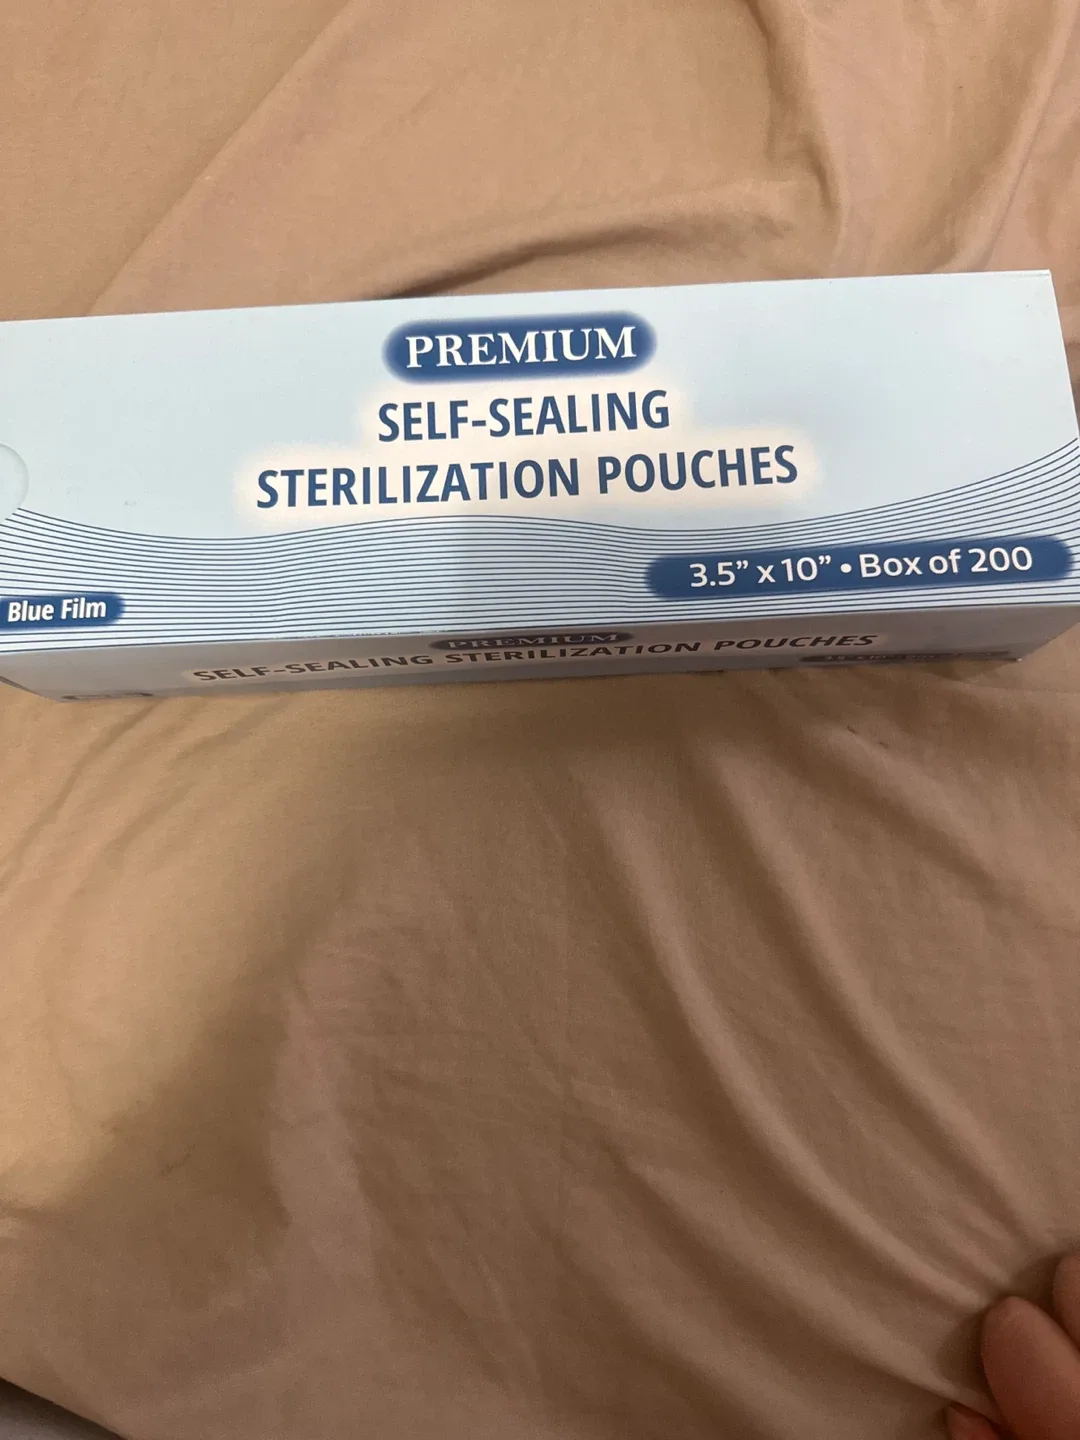 PREMIUM
SELF-SEALING
STERILIZATION POUCHES
3.5” x 10” • Box of 200
Blue Film
PREMIUM
SELF-SEALING STERILIZATION POUCHES